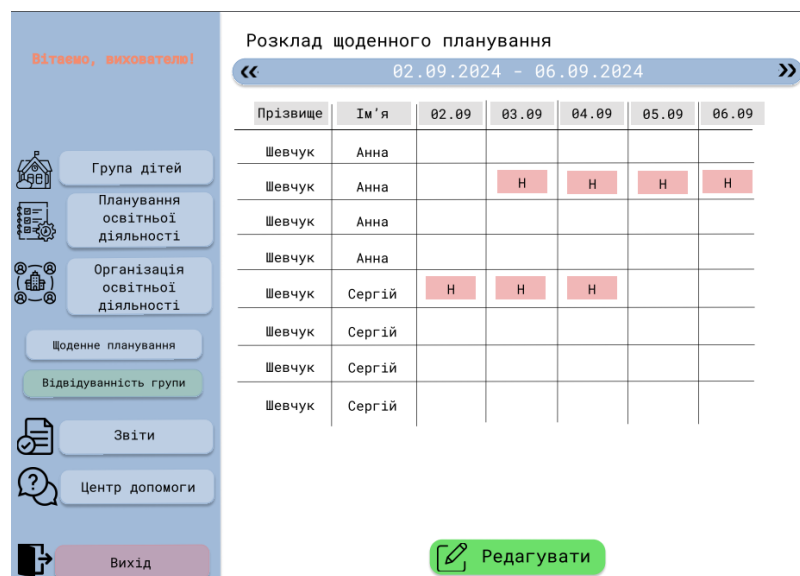 Вітаємо, вихователю!
Група дітей
Планування
освітньої
діяльності
Організація
освітньої
діяльності
Щоденне планування
Відвідуванність групи
Звіти
Центр допомоги
Вихід
Розклад щоденного планування
« 02.09.2024 - 06.09.2024 »
Прізвище Ім'я 02.09 03.09 04.09 05.09 06.09
Шевчук Анна
Шевчук Анна Н Н Н Н
Шевчук Анна
Шевчук Анна
Шевчук Сергій Н Н Н
Шевчук Сергій
Шевчук Сергій
Шевчук Сергій
Редагувати